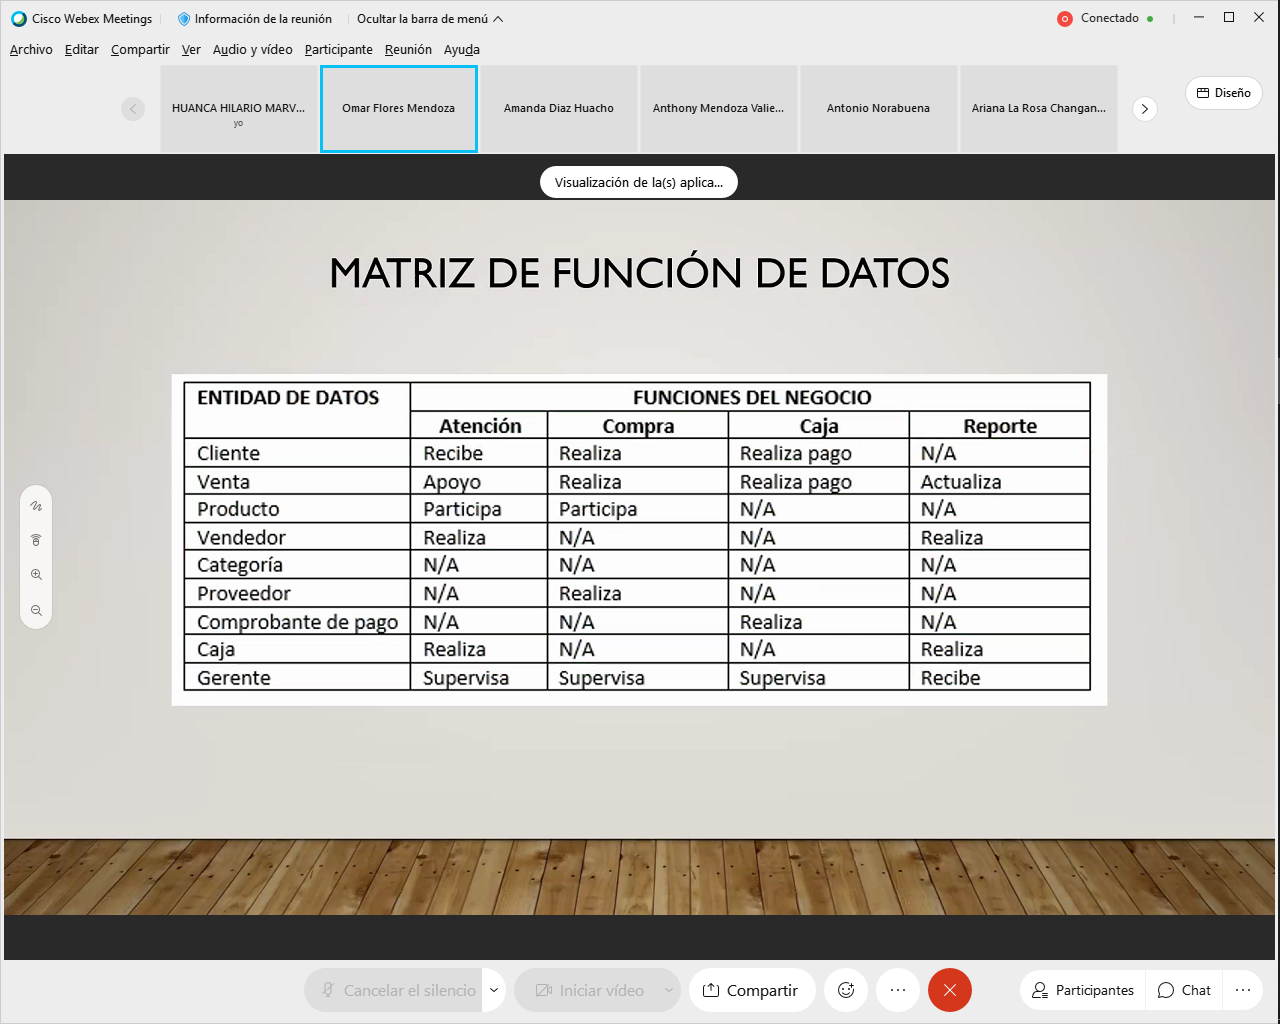 Cisco Webex Meetings
Información de la reunión
Ocultar la barra de menú
Conectado
Archivo Editar Compartir Ver Audio y vídeo Participante Reunión Ayuda
HUANCA HILARIO MARV...
yo
Omar Flores Mendoza
Amanda Diaz Huacho
Anthony Mendoza Valie...
Antonio Norabuena
Ariana La Rosa Changan...
Diseño
Visualización de la(s) aplica...
MATRIZ DE FUNCIÓN DE DATOS
ENTIDAD DE DATOS FUNCIONES DEL NEGOCIO
Atención Compra Caja Reporte
Cliente Recibe Realiza Realiza pago N/A
Venta Apoyo Realiza Realiza pago Actualiza
Producto Participa Participa N/A N/A
Vendedor Realiza N/A N/A Realiza
Categoría N/A N/A N/A N/A
Proveedor N/A Realiza N/A N/A
Comprobante de pago N/A N/A Realiza N/A
Caja Realiza N/A N/A Realiza
Gerente Supervisa Supervisa Supervisa Recibe
Cancelar el silencio
Iniciar vídeo
Compartir
Participantes
Chat